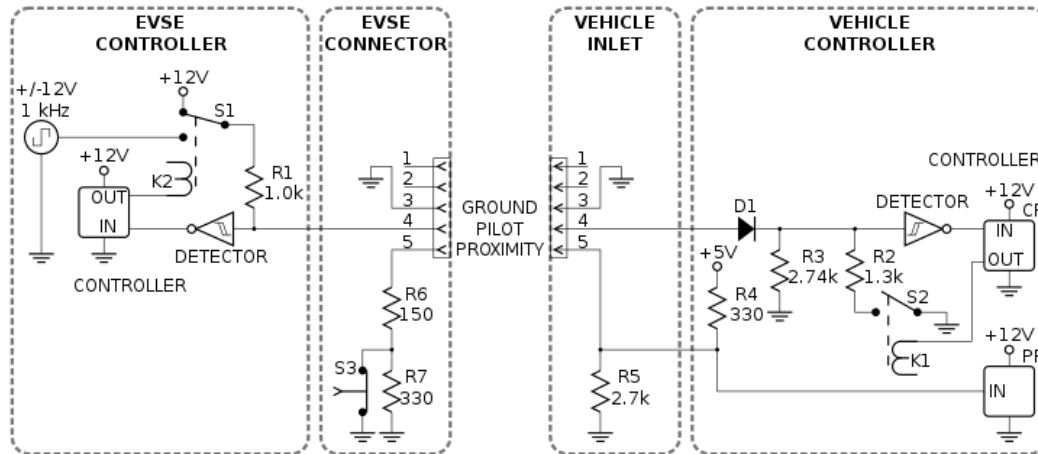 EVSE CONTROLLER
EVSE CONNECTOR
VEHICLE INLET
VEHICLE CONTROLLER
+/-12V
1 kHz
+12V
S1
+12V
K2
OUT
IN
R1
1.0k
DETECTOR
CONTROLLER
1
2
3
4
5
R6
150
S3
R7
330
GROUND
PILOT
PROXIMITY
1
2
3
4
5
R5
2.7k
D1
+5V
R4
330
R3
2.74k
R2
1.3k
DETECTOR
S2
K1
CONTROLLER
+12V
IN
OUT
+12V
IN